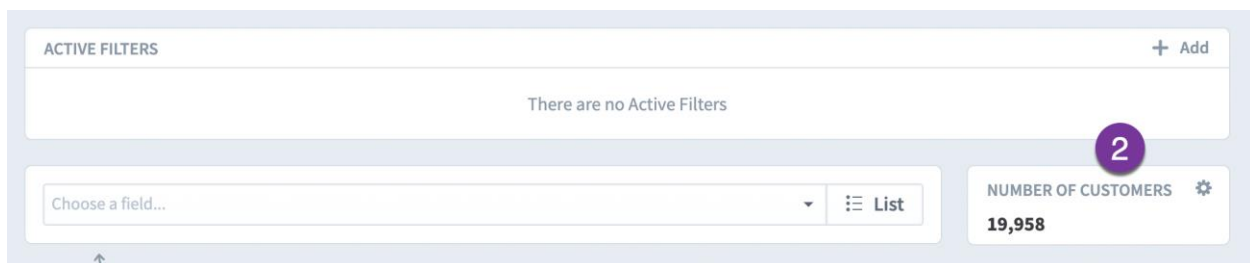 ACTIVE FILTERS
Add
There are no Active Filters
2
Choose a field...
List
NUMBER OF CUSTOMERS
19,958